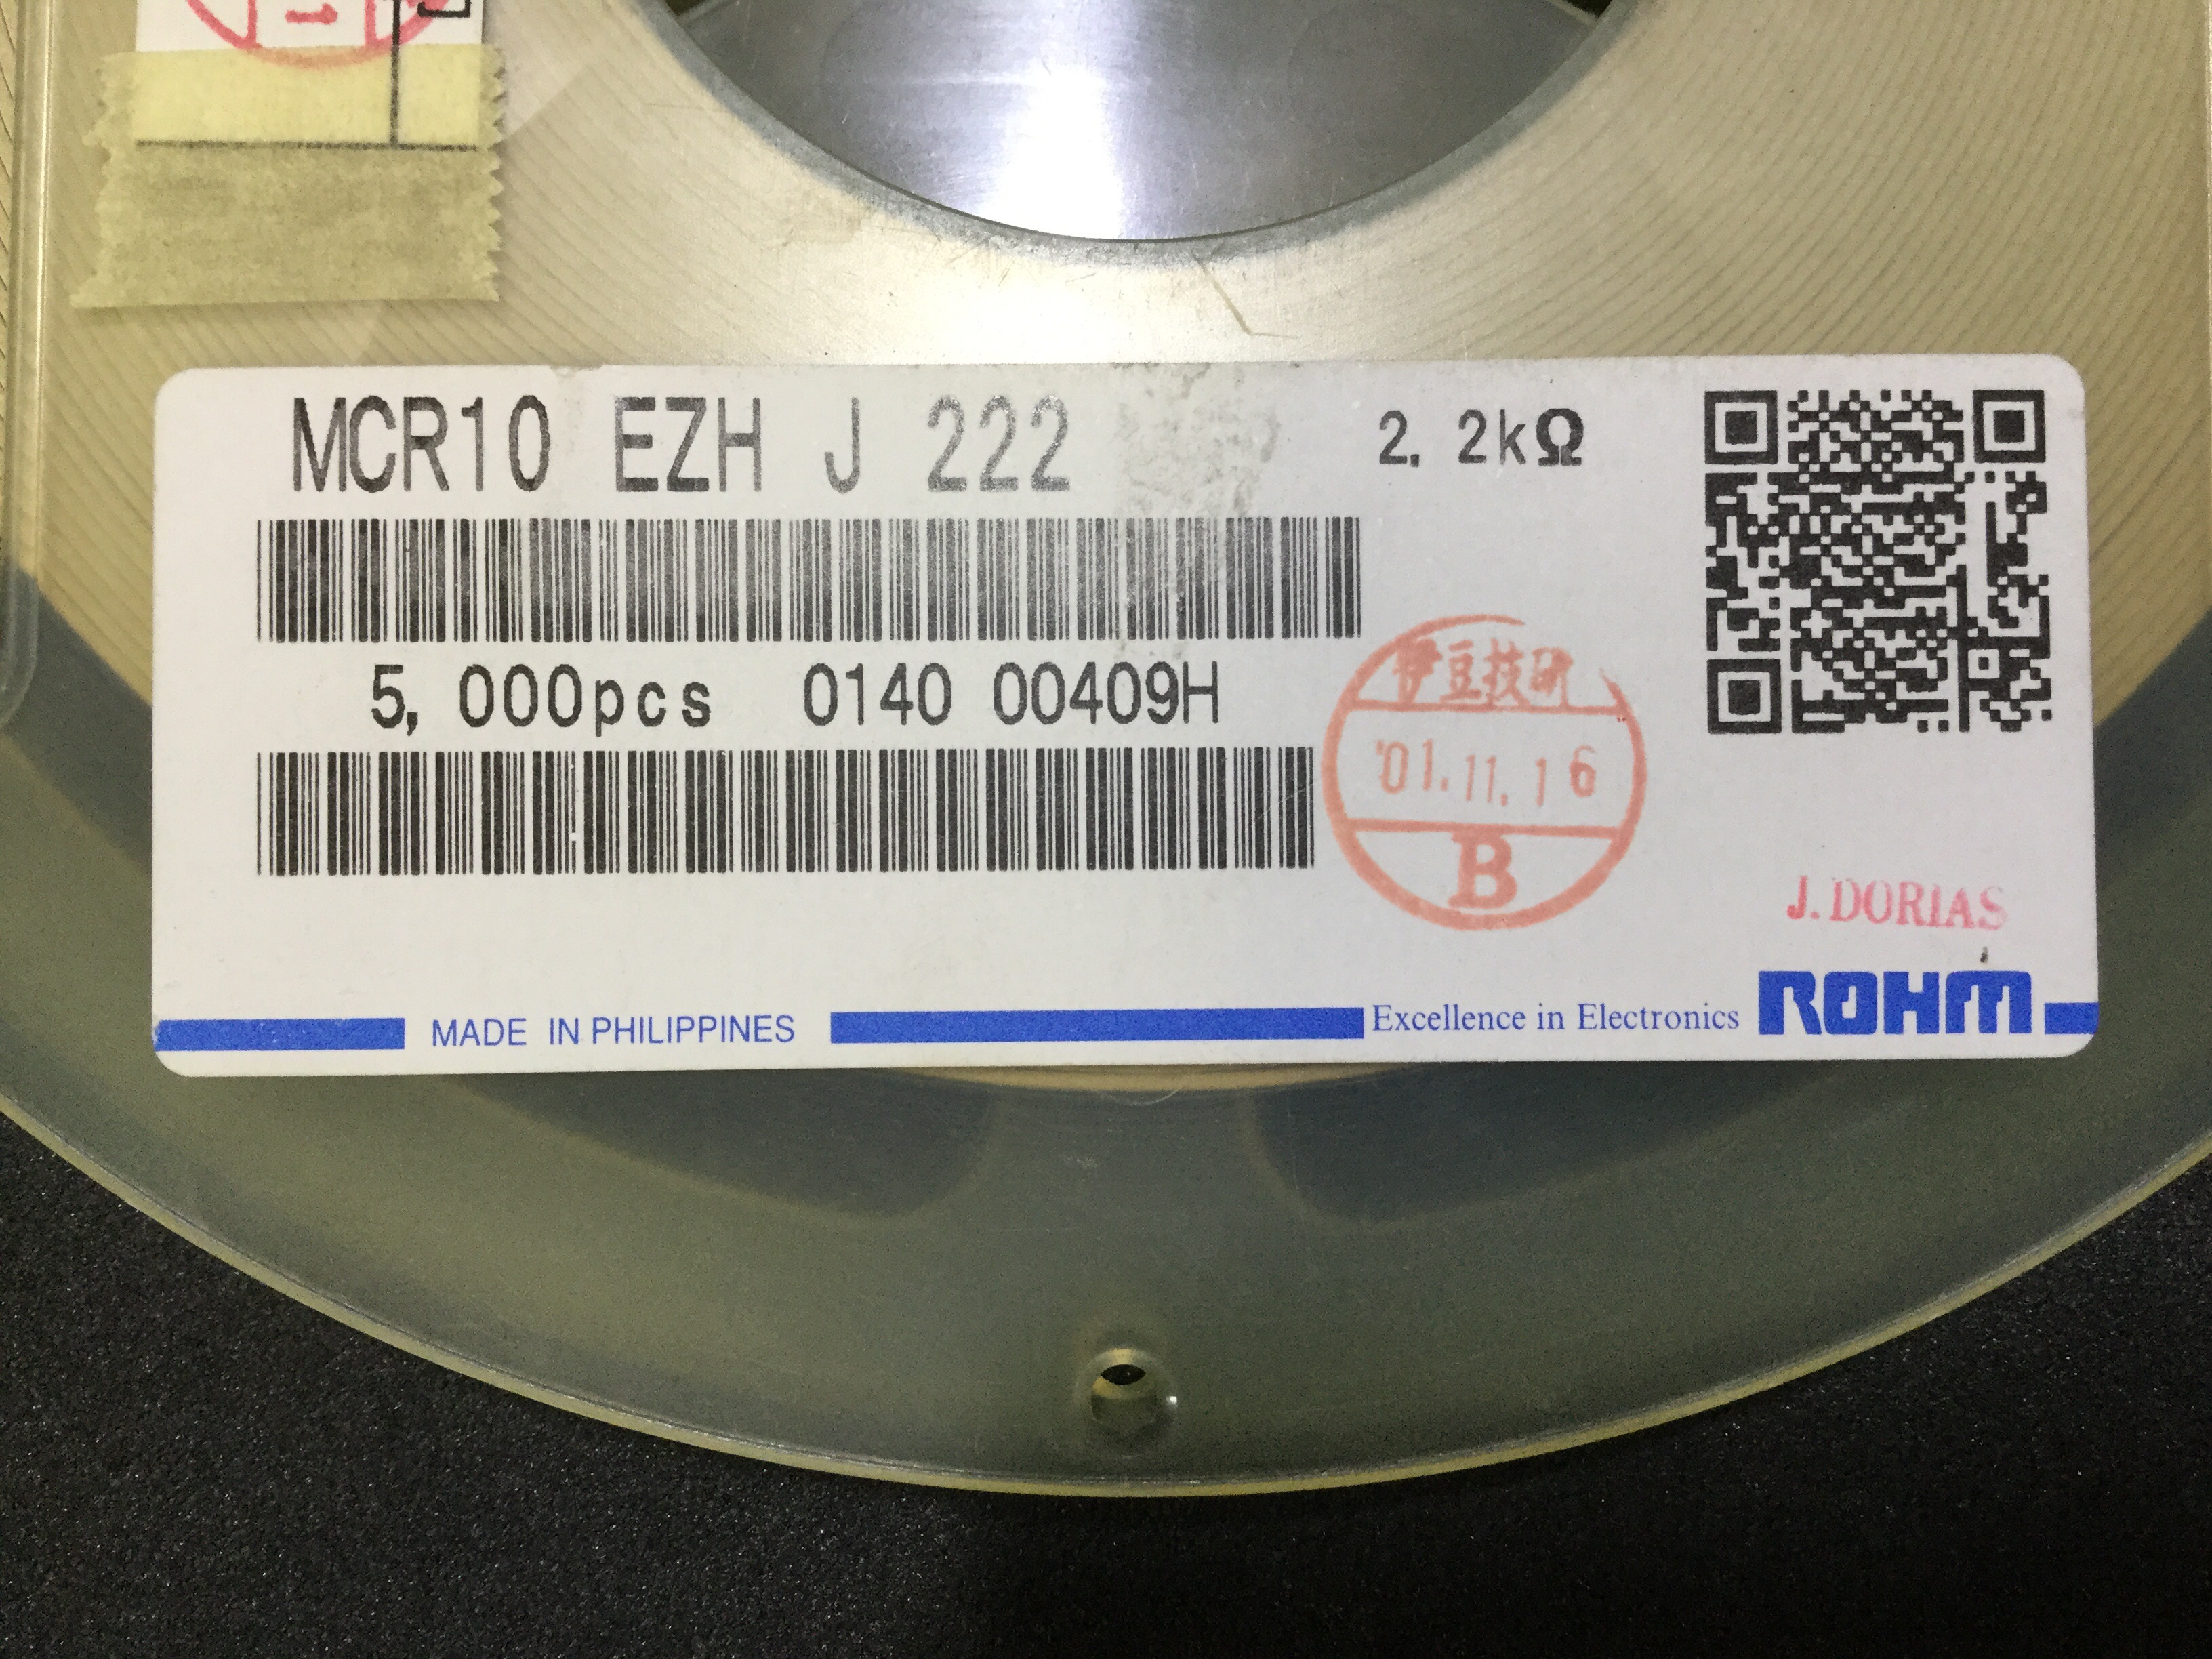 MCR10 EZH J 222
2.2kΩ
5,000pcs 0140 00409H
伊豆技研
'01.11.16
B
J.DORIAS
MADE IN PHILIPPINES
Excellence in Electronics
ROHM